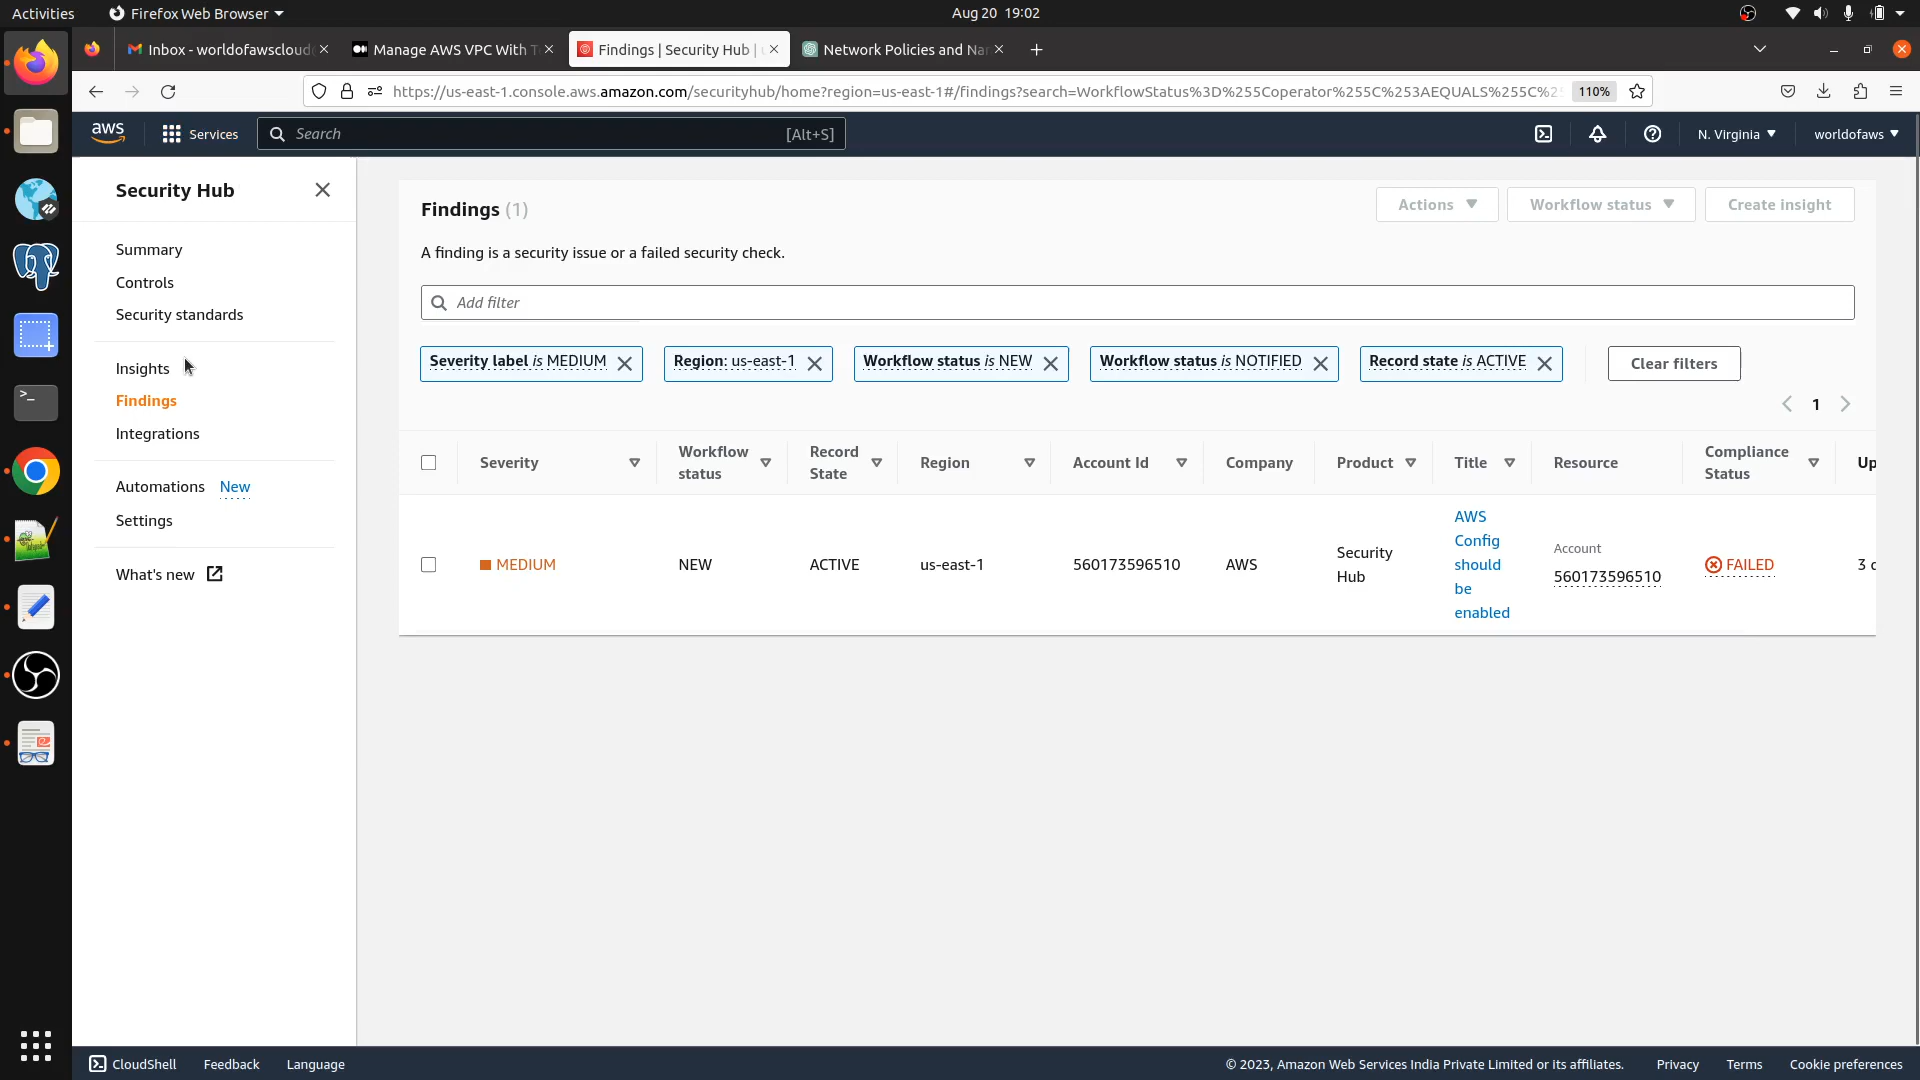 Activities
Firefox Web Browser
Aug 20 19:02
Inbox - worldofawscloud
Manage AWS VPC With T
Findings | Security Hub |
Network Policies and Na
https://us-east-1.console.aws.amazon.com/securityhub/home?region=us-east-1#/findings?search=WorkflowStatus%3D%255Coperator%255C%253AEQUALS%255C%25
110%
aws
Services
Search
[Alt+S]
N. Virginia
worldofaws
Security Hub
Summary
Controls
Security standards
Insights
Findings
Integrations
Automations New
Settings
What's new
Findings (1)
Actions
Workflow status
Create insight
A finding is a security issue or a failed security check.
Add filter
Severity label is MEDIUM
Region: us-east-1
Workflow status is NEW
Workflow status is NOTIFIED
Record state is ACTIVE
Clear filters
1
Severity
Workflow status
Record State
Region
Account Id
Company
Product
Title
Resource
Compliance Status
Up
MEDIUM
NEW
ACTIVE
us-east-1
560173596510
AWS
Security
Hub
AWS
Config
should
be
enabled
Account
560173596510
FAILED
3 c
CloudShell
Feedback
Language
© 2023, Amazon Web Services India Private Limited or its affiliates.
Privacy
Terms
Cookie preferences